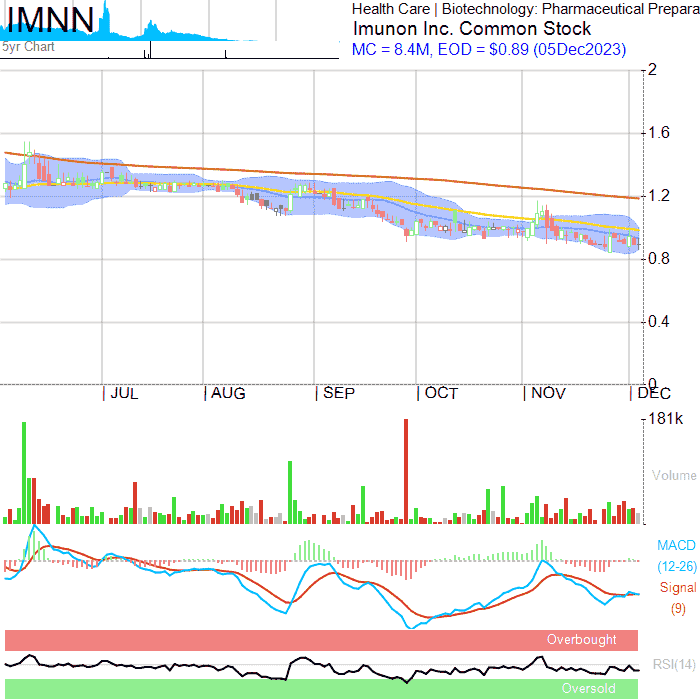 IMNN
5yr Chart
Health Care | Biotechnology: Pharmaceutical Prepara
Imunon Inc. Common Stock
MC = 8.4M, EOD = $0.89 (05Dec2023)
2
1.6
1.2
0.8
0.4
0
JUL AUG SEP OCT NOV DEC
181k
Volume
MACD
(12-26)
Signal
(9)
Overbought
RSI(14)
Oversold